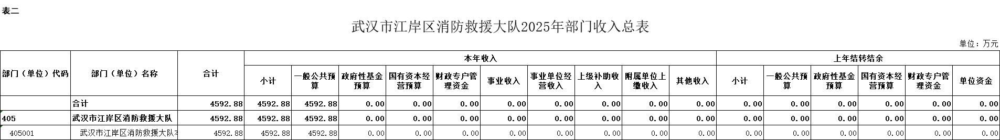 表二
武汉市江岸区消防救援大队2025年部门收入总表
单位：万元
部门（单位）代码 部门（单位）名称 合计 本年收入 上年结转结余
小计 一般公共预算 政府性基金预算 国有资本经营预算 财政专户管理资金 事业收入 事业单位经营收入 上级补助收入 附属单位上缴收入 其他收入 小计 一般公共预算 政府性基金预算 国有资本经营预算 财政专户管理资金 单位资金
合计 4592.88 4592.88 4592.88 0.00 0.00 0.00 0.00 0.00 0.00 0.00 0.00 0.00 0.00 0.00 0.00 0.00 0.00
405 武汉市江岸区消防救援大队 4592.88 4592.88 4592.88 0.00 0.00 0.00 0.00 0.00 0.00 0.00 0.00 0.00 0.00 0.00 0.00 0.00 0.00
405001 武汉市江岸区消防救援大队 4592.88 4592.88 4592.88 0.00 0.00 0.00 0.00 0.00 0.00 0.00 0.00 0.00 0.00 0.00 0.00 0.00 0.00